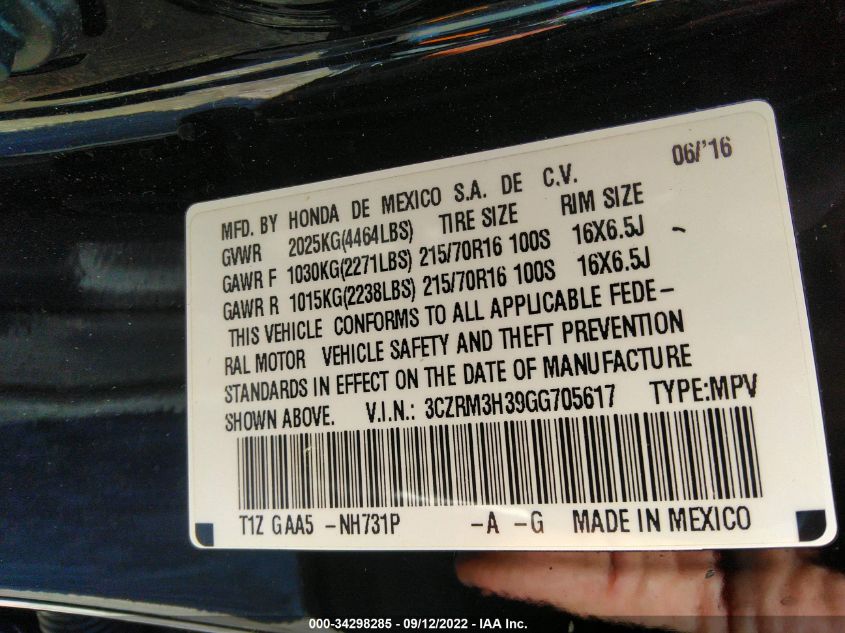 06/'16
MFD. BY HONDA DE MEXICO S.A. DE C.V.
GVWR 2025KG(4464LBS) TIRE SIZE RIM SIZE
GAWR F 1030KG(2271LBS) 215/70R16 100S 16X6.5J
GAWR R 1015KG(2238LBS) 215/70R16 100S 16X6.5J
THIS VEHICLE CONFORMS TO ALL APPLICABLE FEDE-
RAL MOTOR VEHICLE SAFETY AND THEFT PREVENTION
STANDARDS IN EFFECT ON THE DATE OF MANUFACTURE
SHOWN ABOVE. V.I.N.: 3CZRM3H39GG705617 TYPE:MPV
T1Z GAA5 -NH731P -A -G MADE IN MEXICO
000-34298285 - 09/12/2022 - IAA Inc.